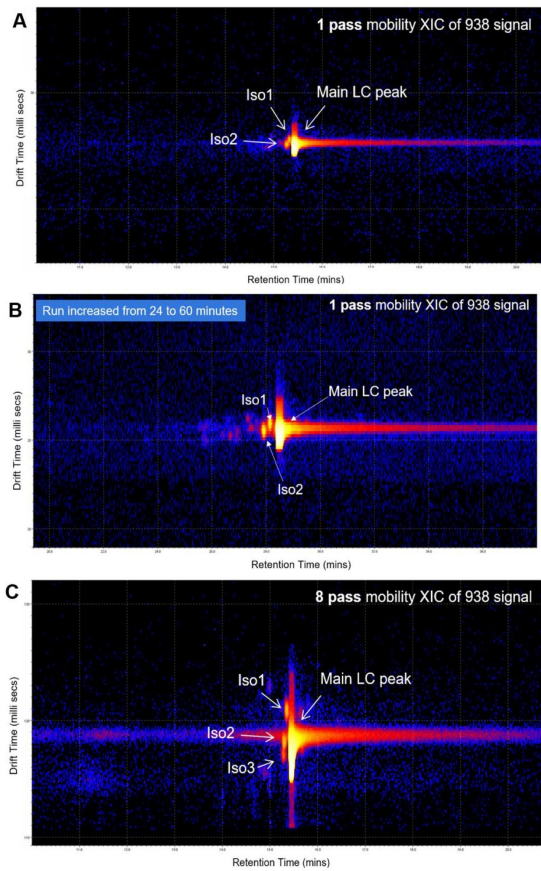 A
1 pass mobility XIC of 938 signal
Iso1
Main LC peak
Iso2
Drift Time (milli secs)
Retention Time (mins)
B
Run increased from 24 to 60 minutes
1 pass mobility XIC of 938 signal
Iso1
Main LC peak
Iso2
Drift Time (milli secs)
Retention Time (mins)
C
8 pass mobility XIC of 938 signal
Iso1
Main LC peak
Iso2
Iso3
Drift Time (milli secs)
Retention Time (mins)